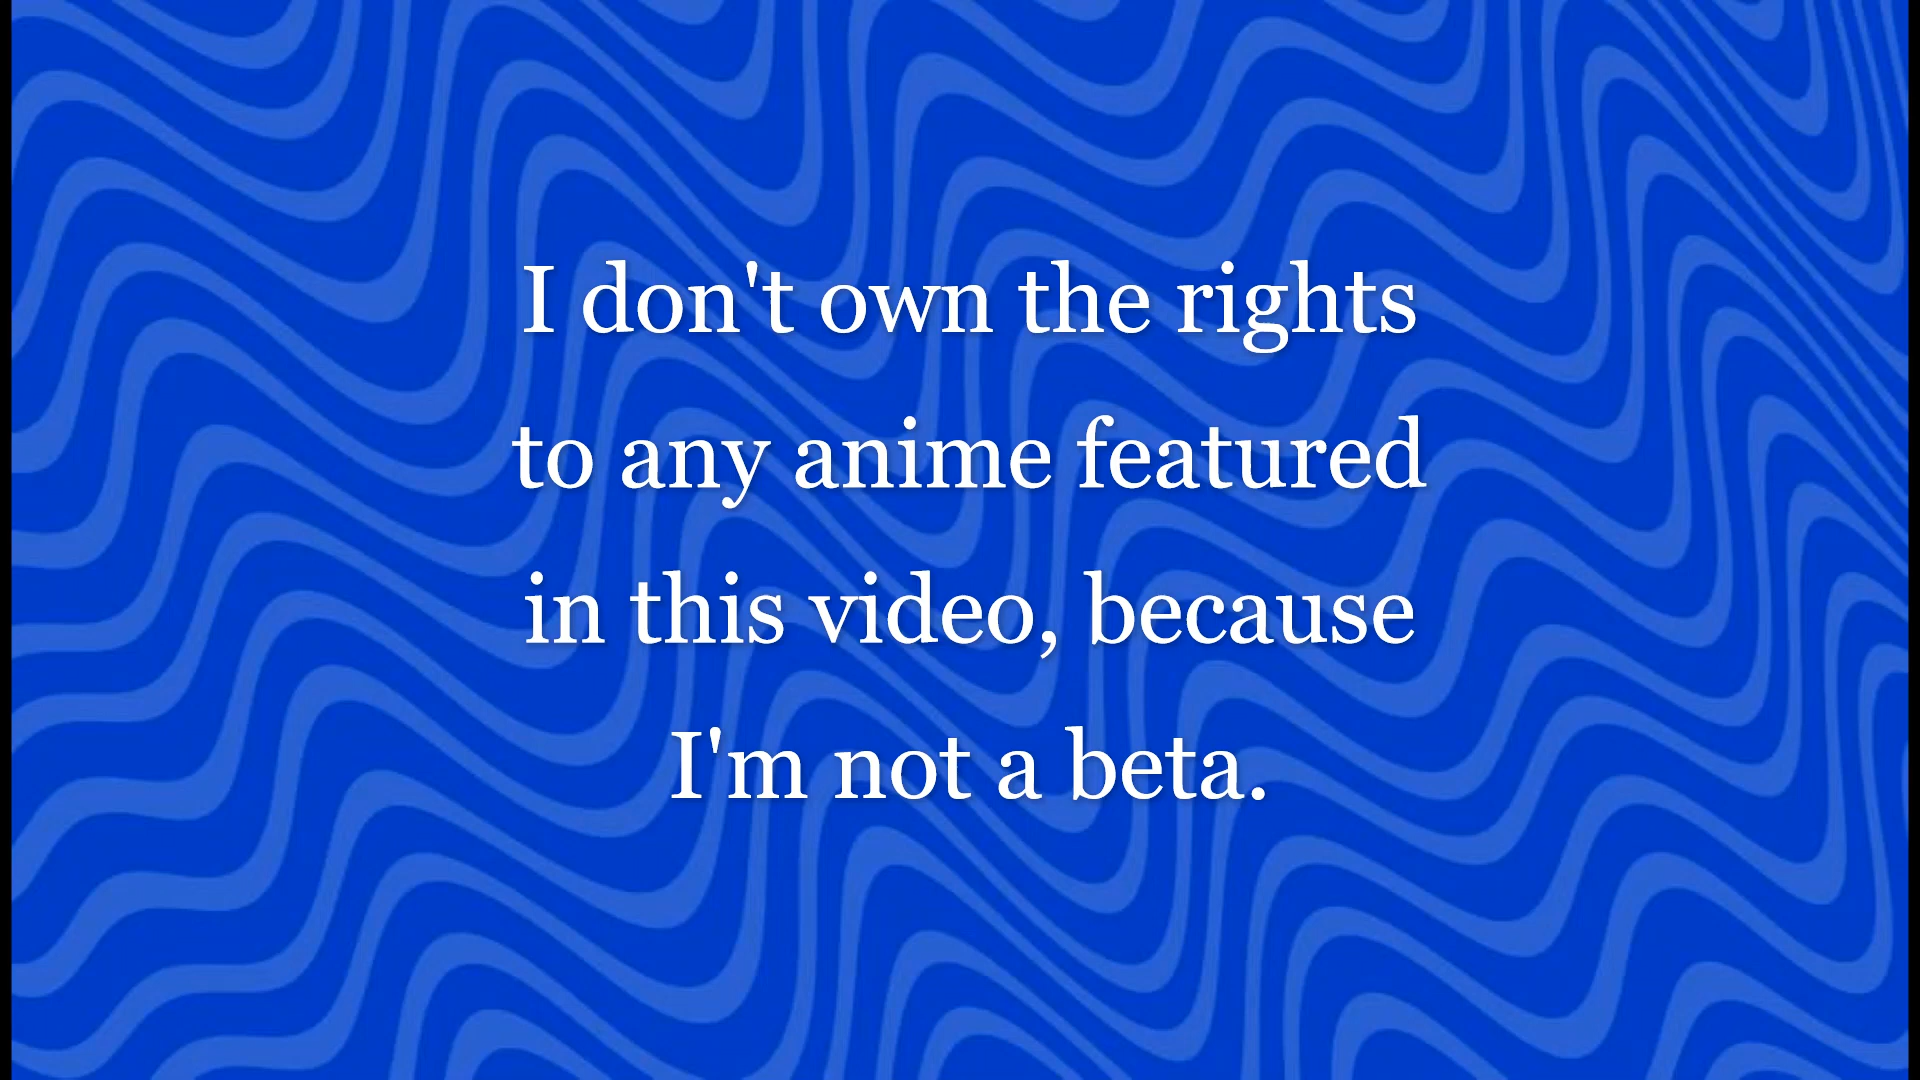 I don't own the rights
to any anime featured
in this video, because
I'm not a beta.